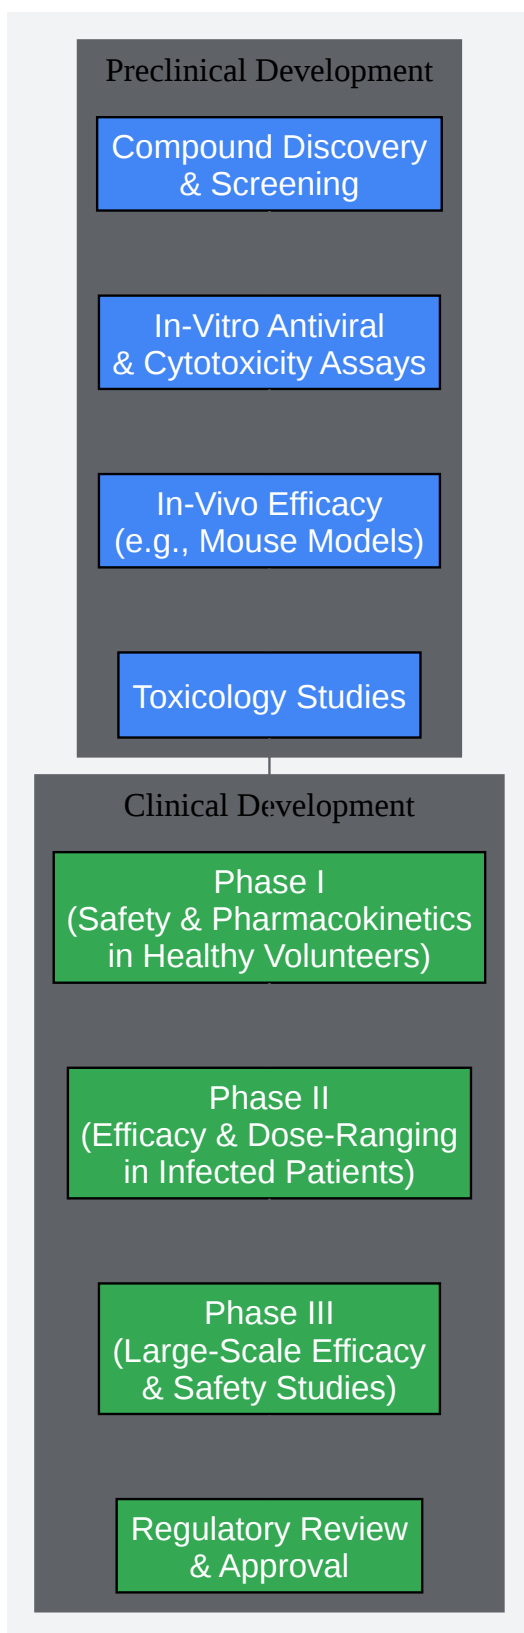 Preclinical Development
Compound Discovery
& Screening
In-Vitro Antiviral
& Cytotoxicity Assays
In-Vivo Efficacy
(e.g., Mouse Models)
Toxicology Studies
Clinical Development
Phase I
(Safety & Pharmacokinetics
in Healthy Volunteers)
Phase II
(Efficacy & Dose-Ranging
in Infected Patients)
Phase III
(Large-Scale Efficacy
& Safety Studies)
Regulatory Review
& Approval